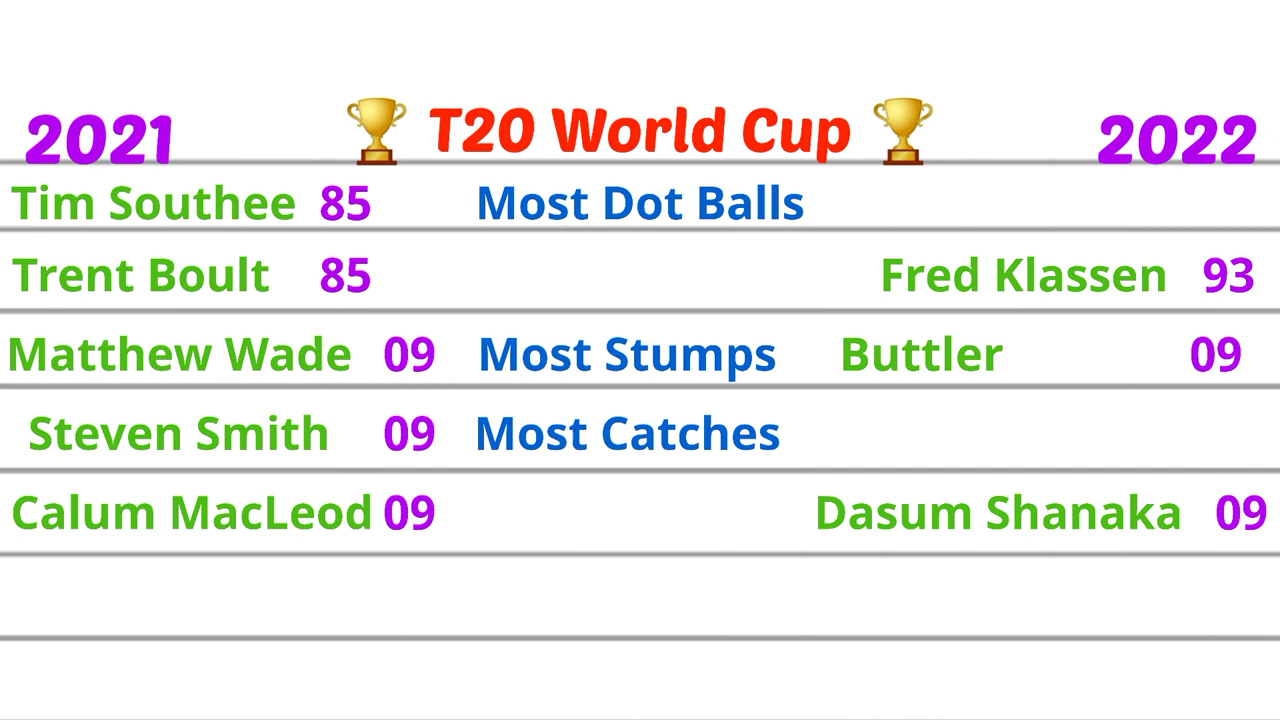 2021 🏆 T20 World Cup 🏆 2022
Tim Southee 85 Most Dot Balls
Trent Boult 85 Fred Klassen 93
Matthew Wade 09 Most Stumps Buttler 09
Steven Smith 09 Most Catches
Calum MacLeod 09 Dasum Shanaka 09